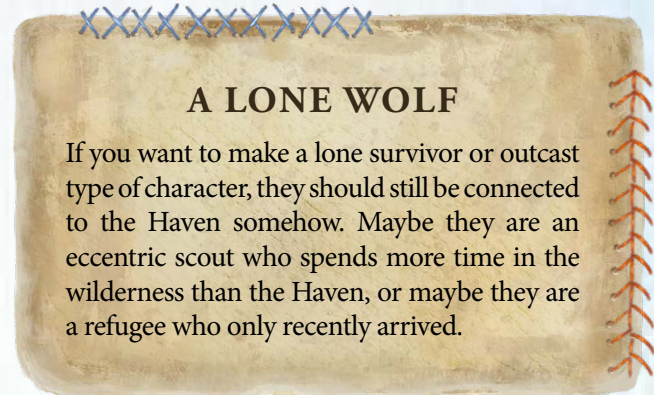 A LONE WOLF
If you want to make a lone survivor or outcast
type of character, they should still be connected
to the Haven somehow. Maybe they are an
eccentric scout who spends more time in the
wilderness than the Haven, or maybe they are
a refugee who only recently arrived.